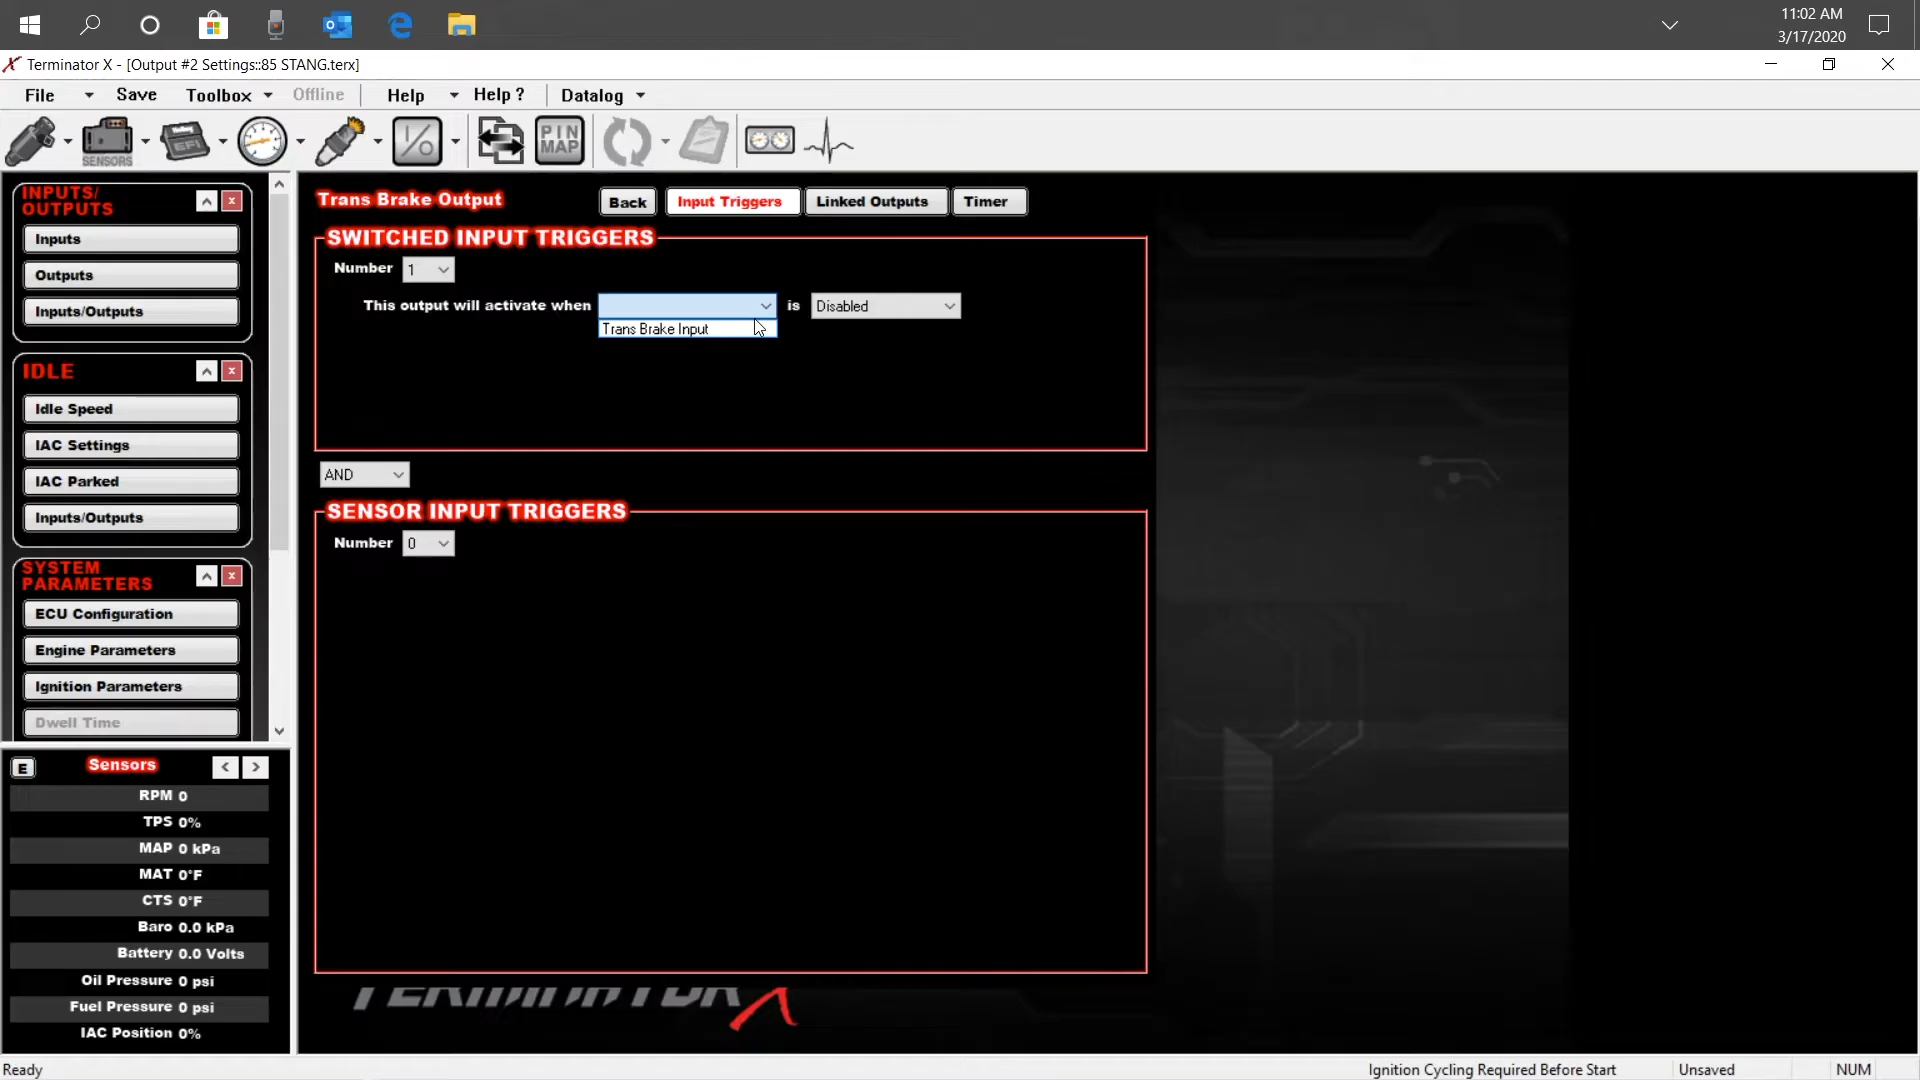 11:02 AM
3/17/2020
Terminator X - [Output #2 Settings::85 STANG.terx]
File Save Toolbox Offline Help Help ? Datalog
SENSORS
Holley
EFI
I/O
PIN
MAP
INPUTS/
OUTPUTS
Inputs
Outputs
Inputs/Outputs
IDLE
Idle Speed
IAC Settings
IAC Parked
Inputs/Outputs
SYSTEM
PARAMETERS
ECU Configuration
Engine Parameters
Ignition Parameters
Dwell Time
E Sensors < >
RPM 0
TPS 0%
MAP 0 kPa
MAT 0°F
CTS 0°F
Baro 0.0 kPa
Battery 0.0 Volts
Oil Pressure 0 psi
Fuel Pressure 0 psi
IAC Position 0%
Trans Brake Output Back Input Triggers Linked Outputs Timer
SWITCHED INPUT TRIGGERS
Number 1
This output will activate when is Disabled
Trans Brake Input
AND
SENSOR INPUT TRIGGERS
Number 0
TERMINATOR X
Ready Ignition Cycling Required Before Start Unsaved NUM